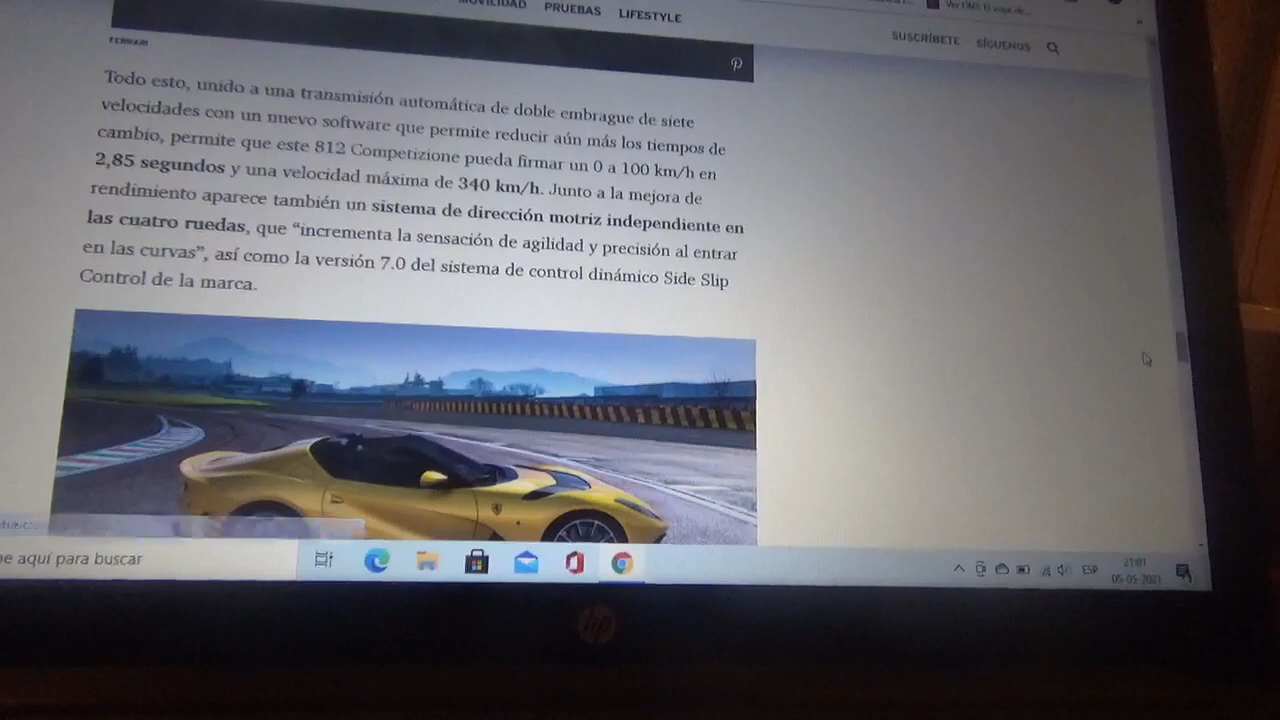 MOVILIDAD PRUEBAS LIFESTYLE
SUSCRÍBETE SÍGUENOS
FERRARI
Todo esto, unido a una transmisión automática de doble embrague de siete
velocidades con un nuevo software que permite reducir aún más los tiempos de
cambio, permite que este 812 Competizione pueda firmar un 0 a 100 km/h en
2,85 segundos y una velocidad máxima de 340 km/h. Junto a la mejora de
rendimiento aparece también un sistema de dirección motriz independiente en
las cuatro ruedas, que “incrementa la sensación de agilidad y precisión al entrar
en las curvas”, así como la versión 7.0 del sistema de control dinámico Side Slip
Control de la marca.
aquí para buscar
ESP
21:01
05-05-2021
hp